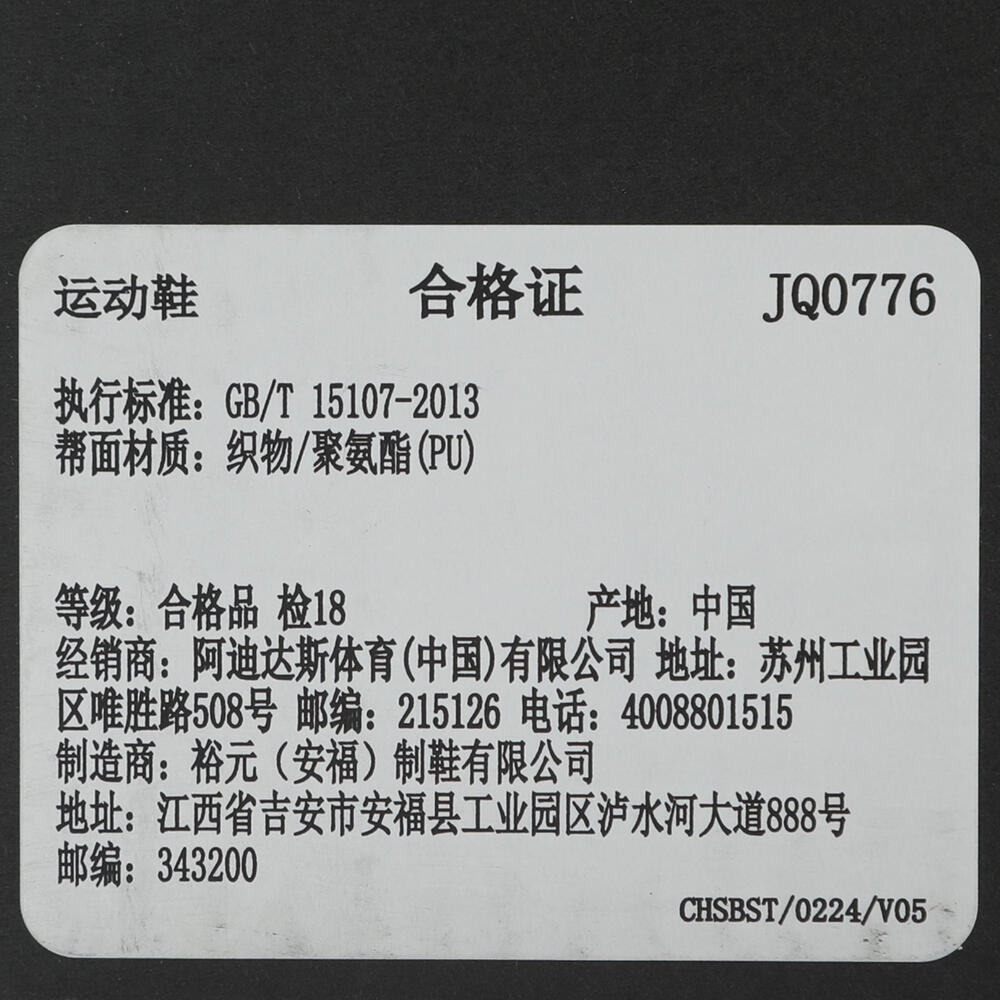 运动鞋 合格证 JQ0776
执行标准：GB/T 15107-2013
帮面材质：织物/聚氨酯(PU)
等级：合格品 检18 产地：中国
经销商：阿迪达斯体育(中国)有限公司 地址：苏州工业园
区唯胜路508号 邮编：215126 电话：4008801515
制造商：裕元（安福）制鞋有限公司
地址：江西省吉安市安福县工业园区泸水河大道888号
邮编：343200
CHSBST/0224/V05